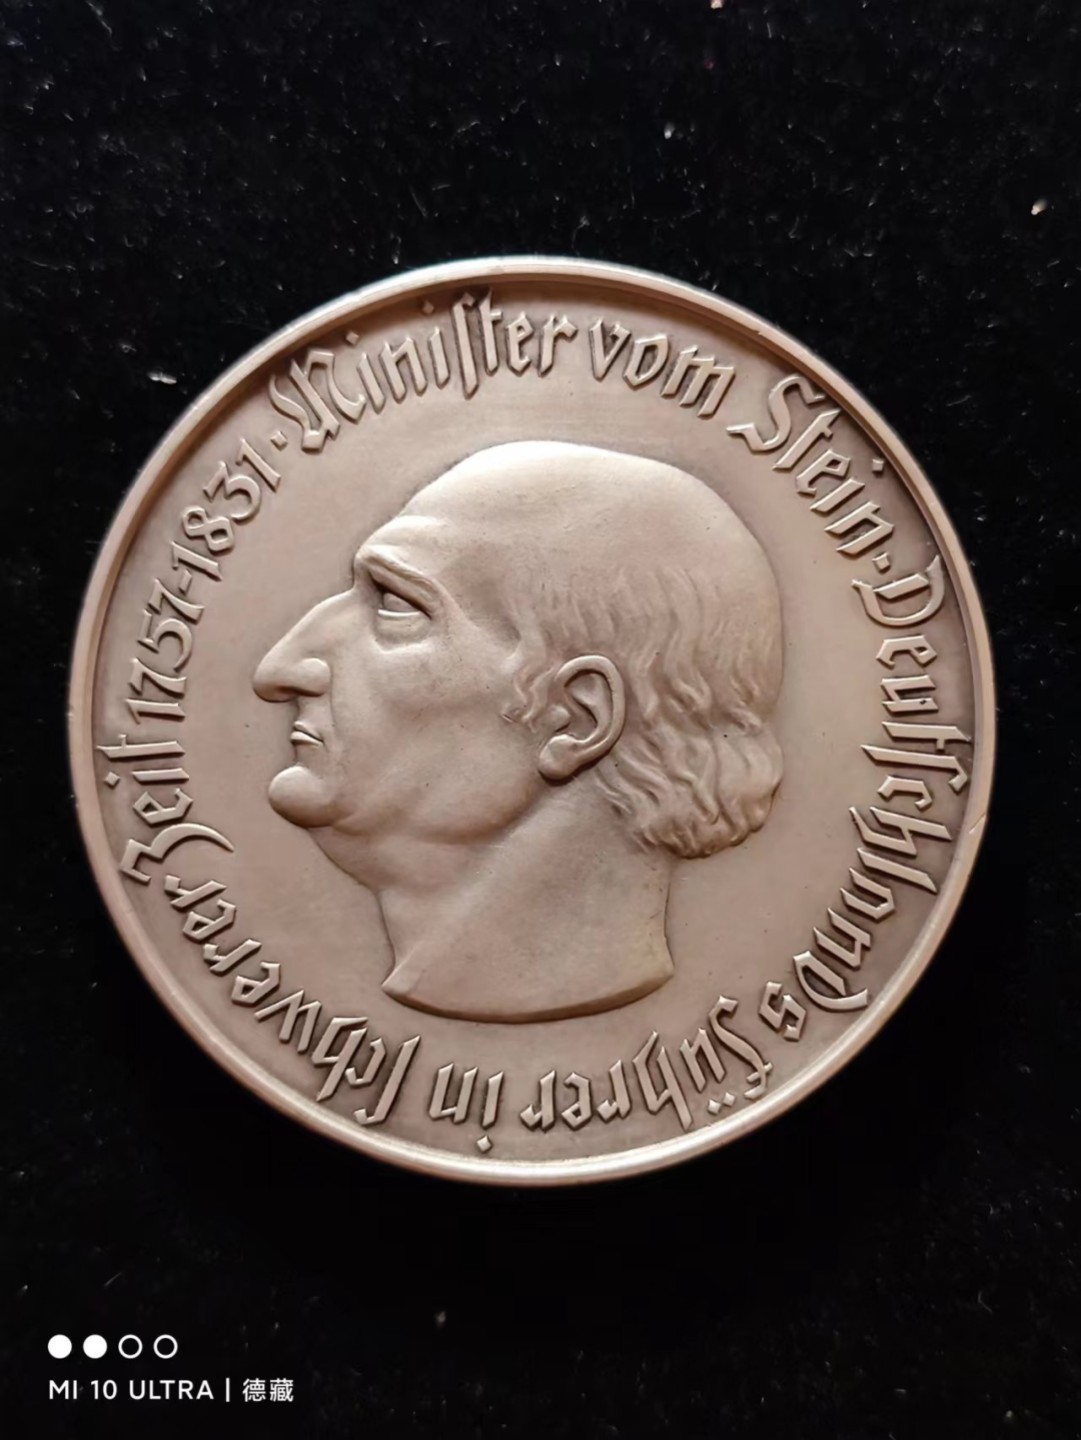 Miniſter vom Stein · Deutſchlands Führer in ſchwerer Zeit 1757-1831 ·
MI 10 ULTRA | 德藏